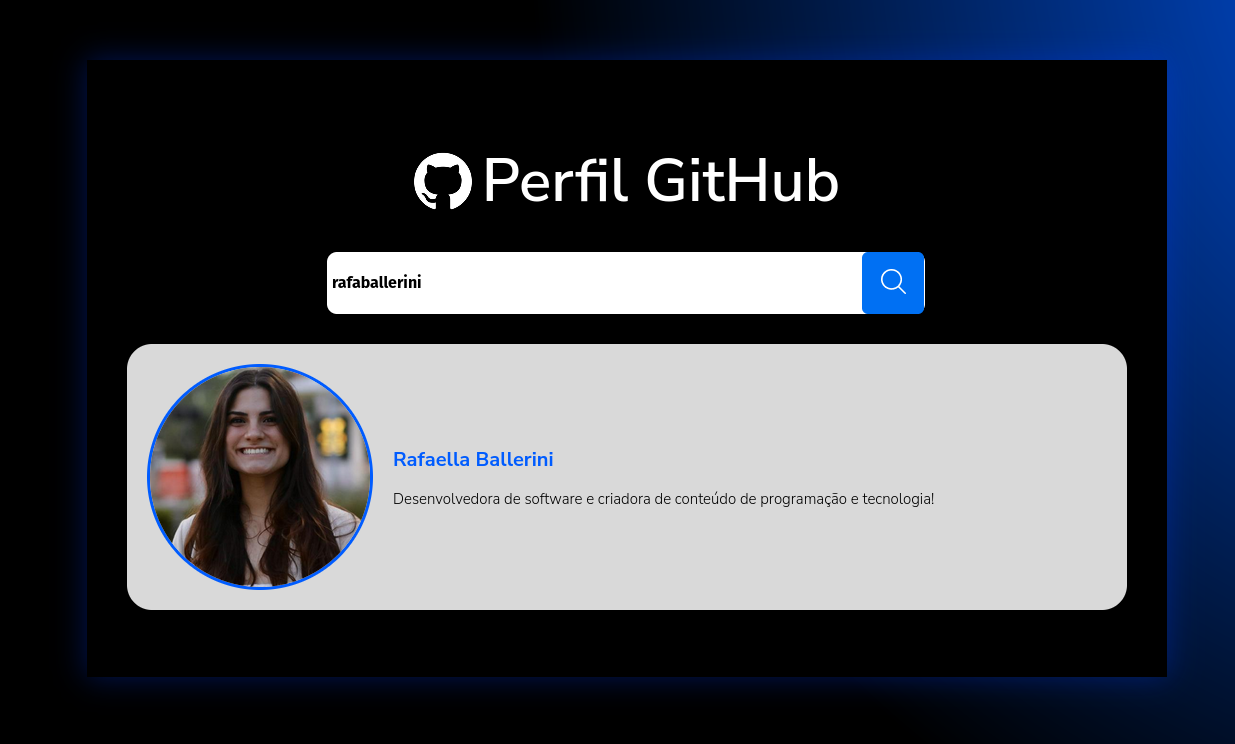 Perfil GitHub
rafaballerini
Rafaella Ballerini
Desenvolvedora de software e criadora de conteúdo de programação e tecnologia!